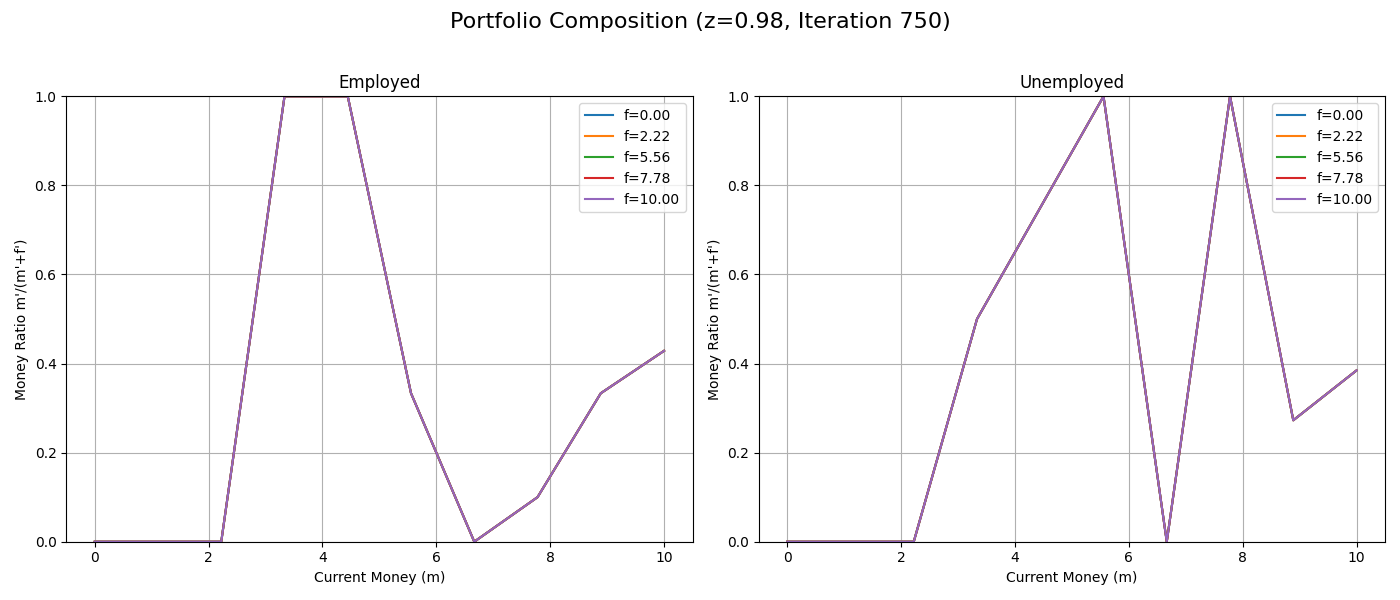 Portfolio Composition (z=0.98, Iteration 750)
Employed
Money Ratio m'/(m'+f')
1.0
0.8
0.6
0.4
0.2
0.0
f=0.00
f=2.22
f=5.56
f=7.78
f=10.00
0 2 4 6 8 10
Current Money (m)
Unemployed
Money Ratio m'/(m'+f')
1.0
0.8
0.6
0.4
0.2
0.0
f=0.00
f=2.22
f=5.56
f=7.78
f=10.00
0 2 4 6 8 10
Current Money (m)